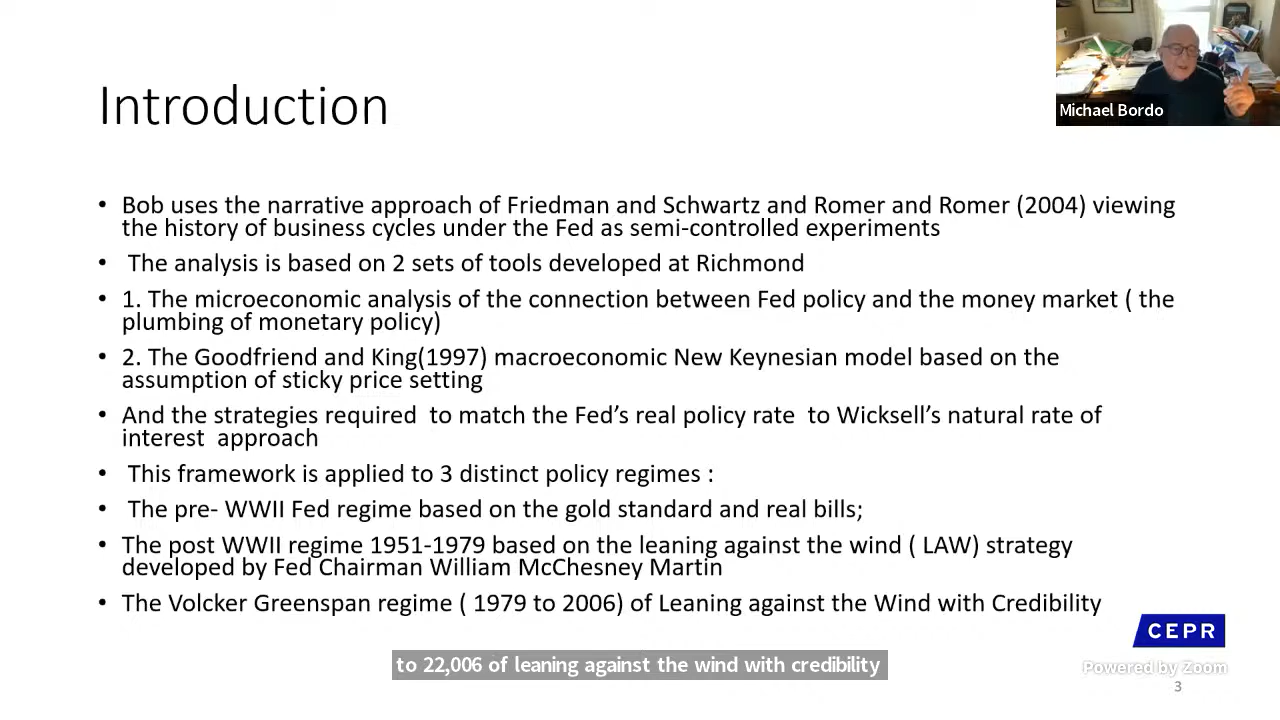 Michael Bordo
Introduction
• Bob uses the narrative approach of Friedman and Schwartz and Romer and Romer (2004) viewing
the history of business cycles under the Fed as semi-controlled experiments
• The analysis is based on 2 sets of tools developed at Richmond
• 1. The microeconomic analysis of the connection between Fed policy and the money market ( the
plumbing of monetary policy)
• 2. The Goodfriend and King(1997) macroeconomic New Keynesian model based on the
assumption of sticky price setting
• And the strategies required to match the Fed's real policy rate to Wicksell's natural rate of
interest approach
• This framework is applied to 3 distinct policy regimes :
• The pre- WWII Fed regime based on the gold standard and real bills;
• The post WWII regime 1951-1979 based on the leaning against the wind ( LAW) strategy
developed by Fed Chairman William McChesney Martin
• The Volcker Greenspan regime ( 1979 to 2006) of Leaning against the Wind with Credibility
CEPR
to 22,006 of leaning against the wind with credibility
Powered by Zoom
3